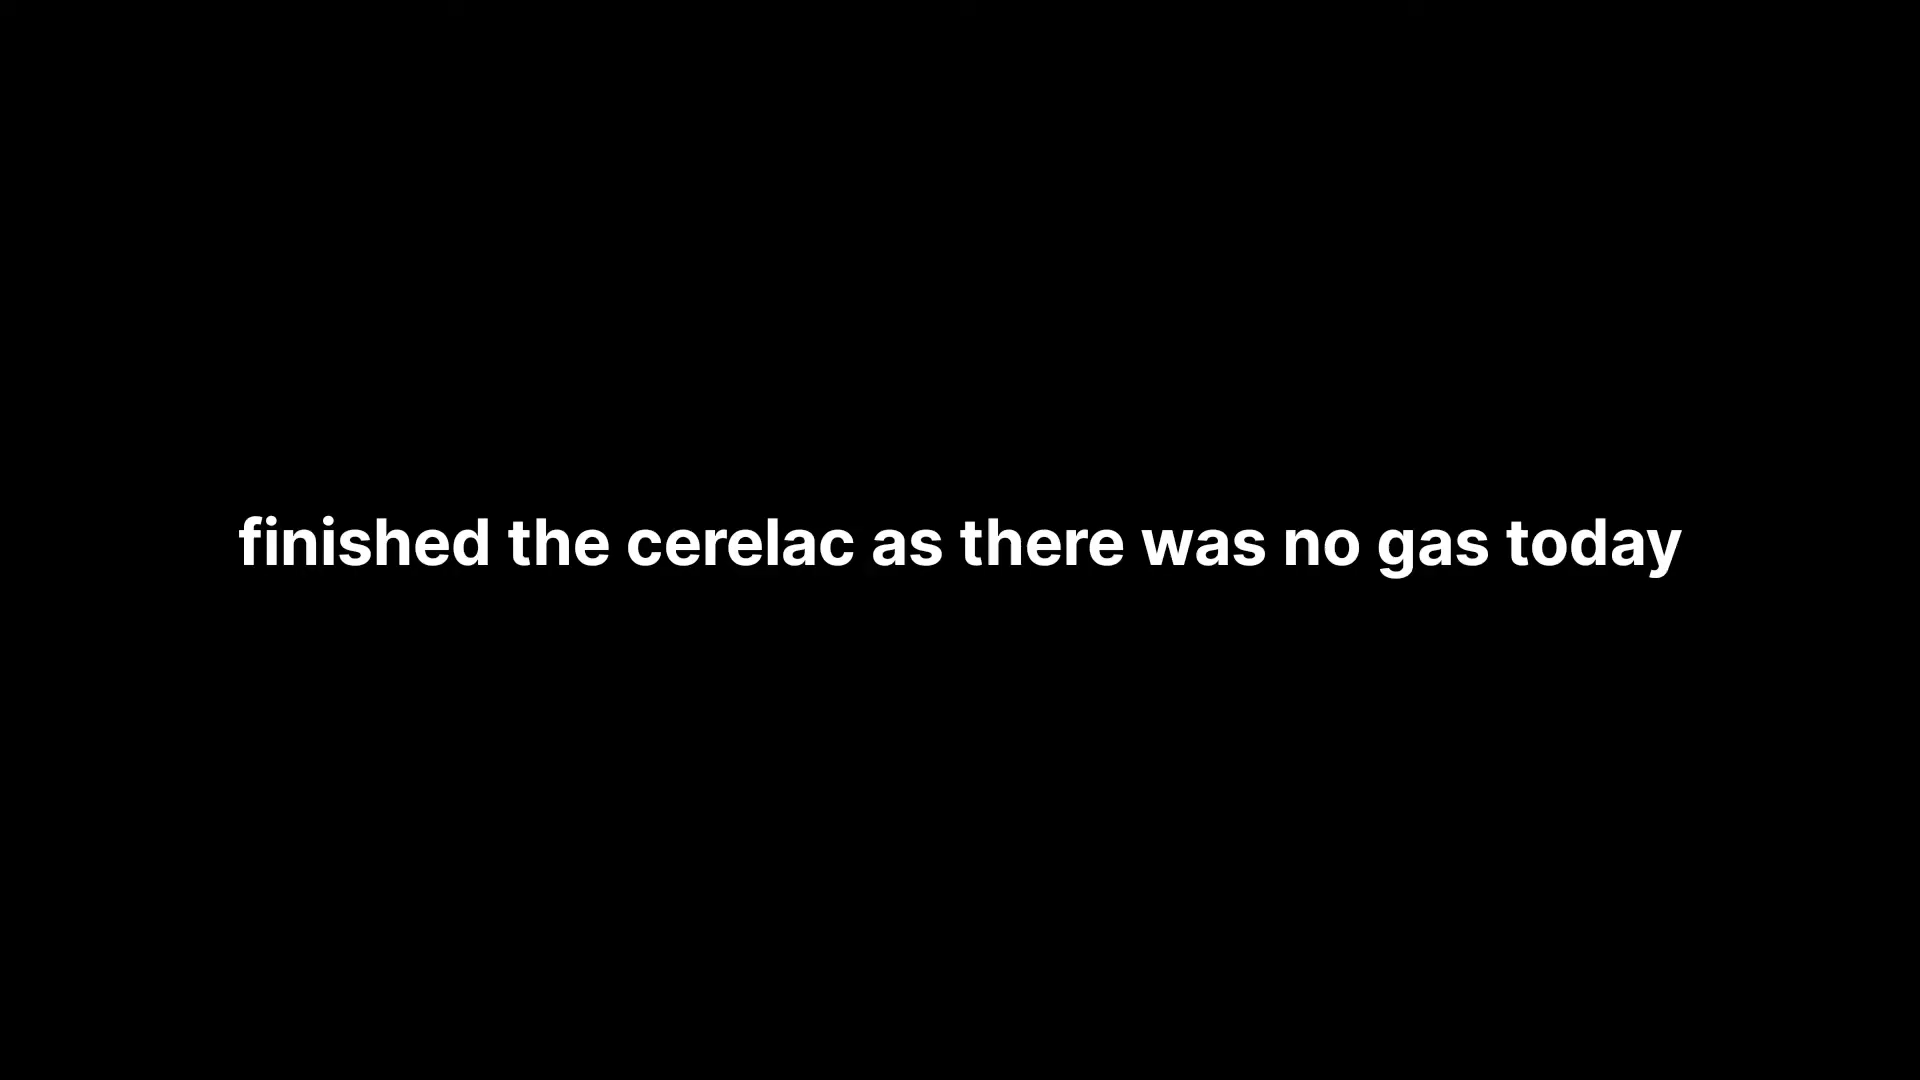 finished the cerelac as there was no gas today